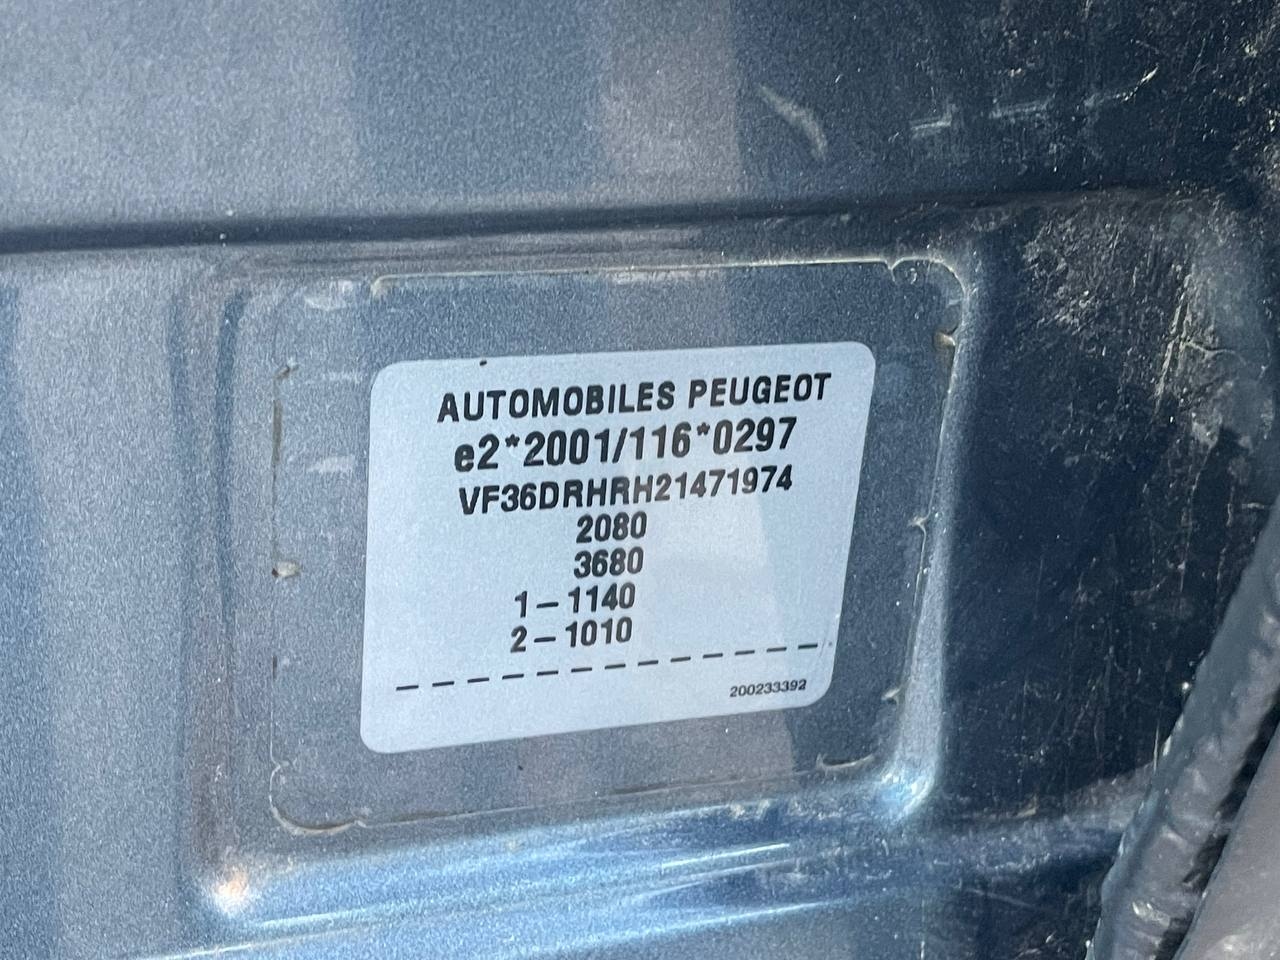 AUTOMOBILES PEUGEOT
e2*2001/116*0297
VF36DRHRH21471974
2080
3680
1–1140
2–1010
200233392